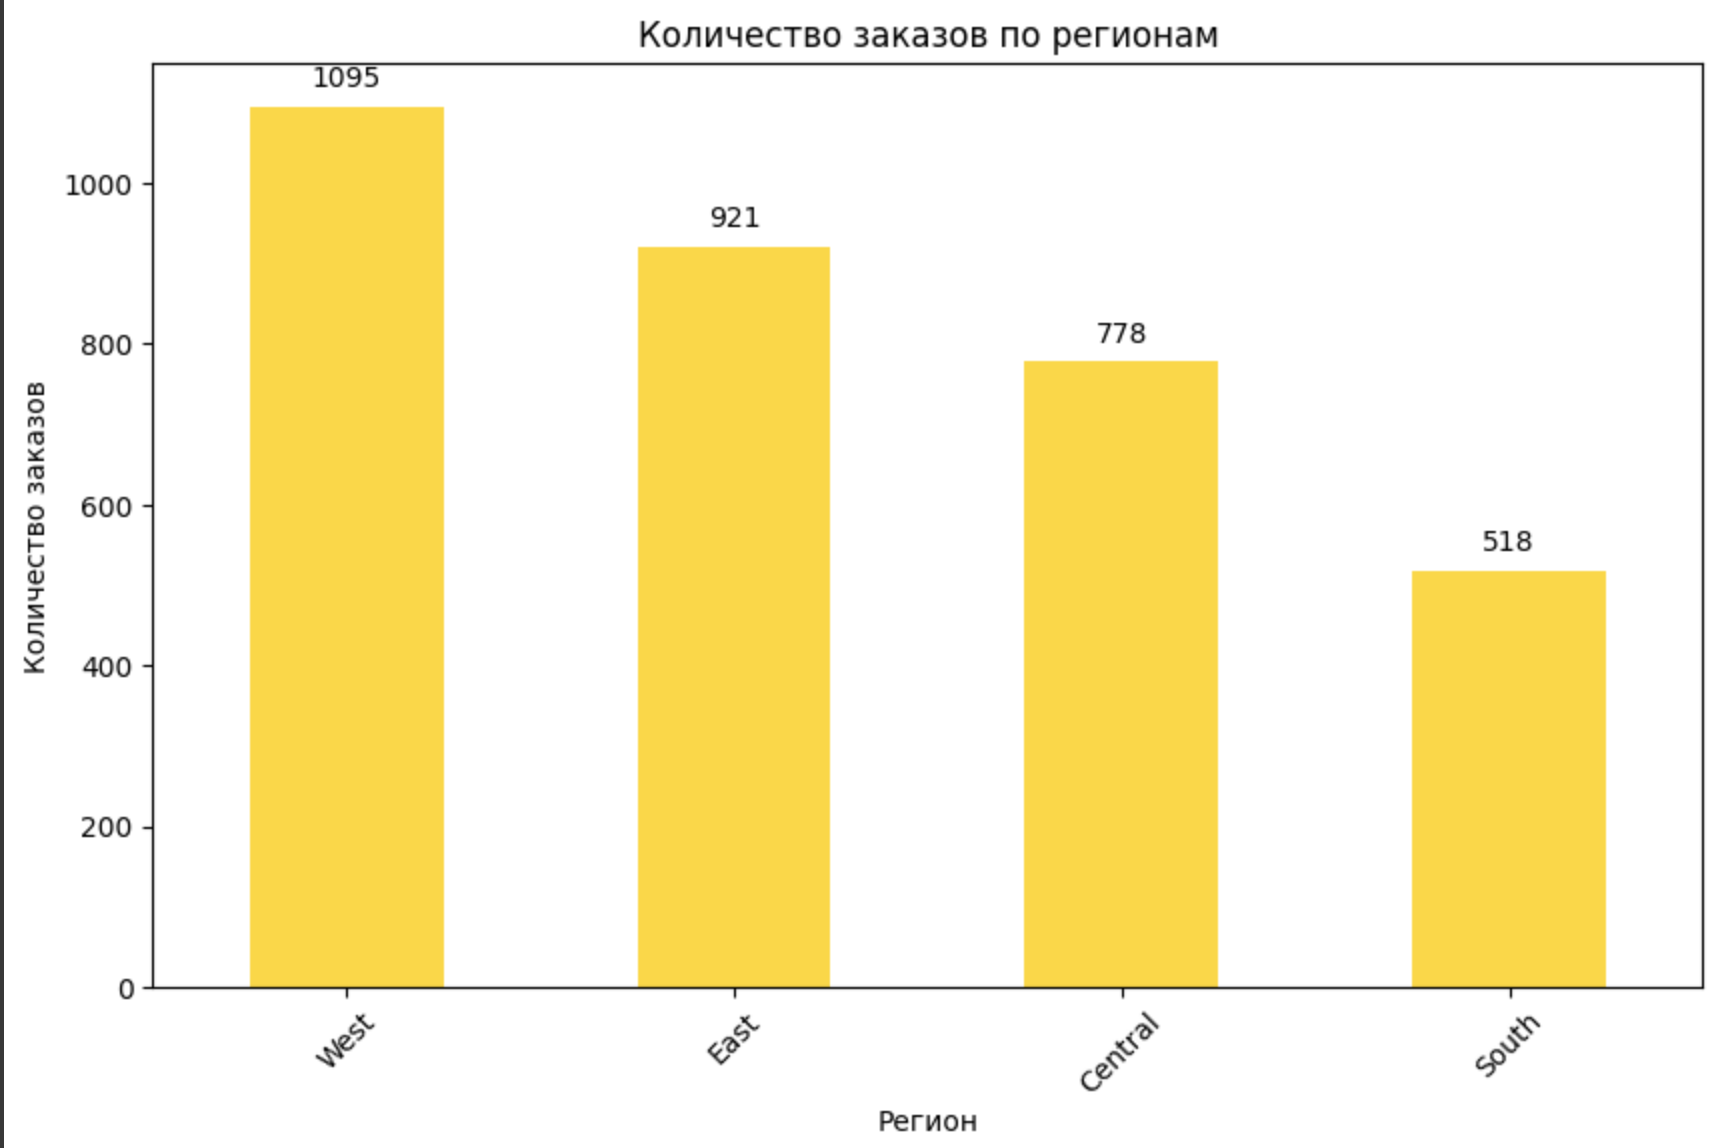 Количество заказов по регионам
1095
921
778
518
1000
800
600
400
200
0
Количество заказов
West
East
Central
South
Регион